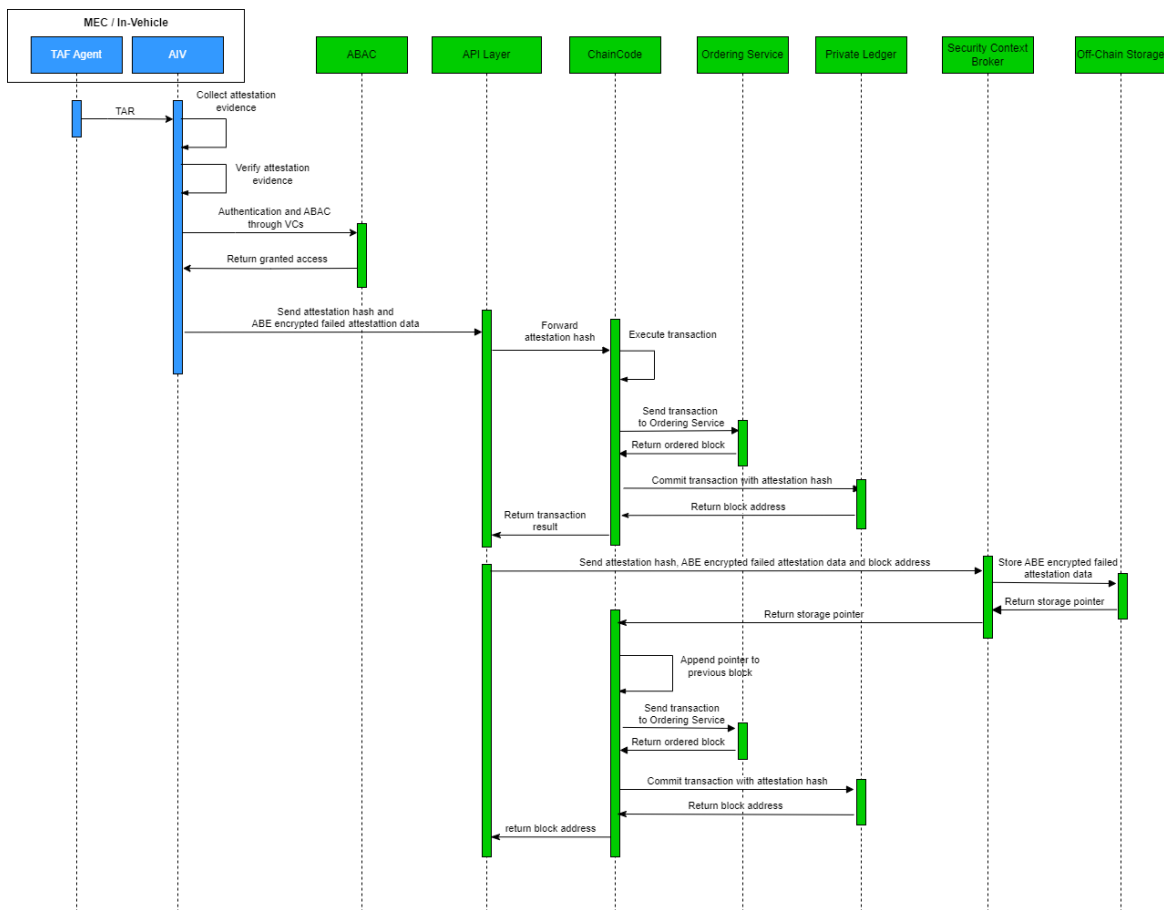 MEC / In-Vehicle
TAF Agent
AIV
ABAC
API Layer
ChainCode
Ordering Service
Private Ledger
Security Context
Broker
Off-Chain Storage
Collect attestation
evidence
TAR
Verify attestation
evidence
Authentication and ABAC
through VCs
Return granted access
Send attestation hash and
ABE encrypted failed attestattion data
Forward
attestation hash
Execute transaction
Send transaction
to Ordering Service
Return ordered block
Commit transaction with attestation hash
Return block address
Return transaction
result
Send attestation hash, ABE encrypted failed attestation data and block address
Store ABE encrypted failed
attestation data
Return storage pointer
Return storage pointer
Append pointer to
previous block
Send transaction
to Ordering Service
Return ordered block
Commit transaction with attestation hash
Return block address
return block address